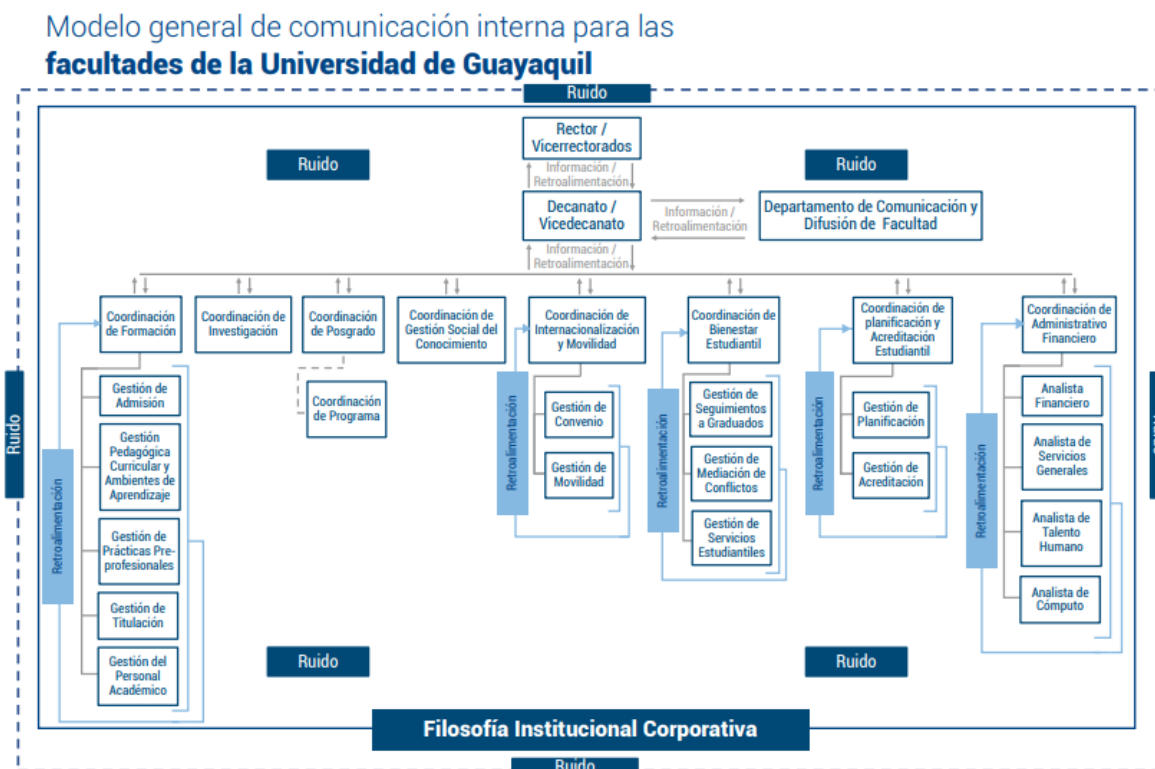 Modelo general de comunicación interna para las
facultades de la Universidad de Guayaquil
Ruido
Rector /
Vicerrectorados
Ruido
Ruido
Información /
Retroalimentación
Decanato /
Vicedecanato
Información /
Retroalimentación
Departamento de Comunicación y
Difusión de Facultad
Información /
Retroalimentación
Coordinación
de Formación
Coordinación de
Investigación
Coordinación
de Posgrado
Coordinación de
Gestión Social del
Conocimiento
Coordinación de
Internacionalización
y Movilidad
Coordinación de
Bienestar
Estudiantil
Coordinación de
planificación y
Acreditación
Estudiantil
Coordinación de
Administrativo
Financiero
Retroalimentación
Gestión de
Admisión
Gestión
Pedagógica
Curricular y
Ambientes de
Aprendizaje
Gestión de
Prácticas Pre-
profesionales
Gestión de
Titulación
Gestión del
Personal
Académico
Coordinación
de Programa
Retroalimentación
Gestión de
Convenio
Gestión de
Movilidad
Retroalimentación
Gestión de
Seguimientos
a Graduados
Gestión de
Mediación de
Conflictos
Gestión de
Servicios
Estudiantiles
Retroalimentación
Gestión de
Planificación
Gestión de
Acreditación
Retroalimentación
Analista
Financiero
Analista de
Servicios
Generales
Analista de
Talento
Humano
Analista de
Cómputo
Ruido
Ruido
Ruido
Filosofía Institucional Corporativa
Ruido